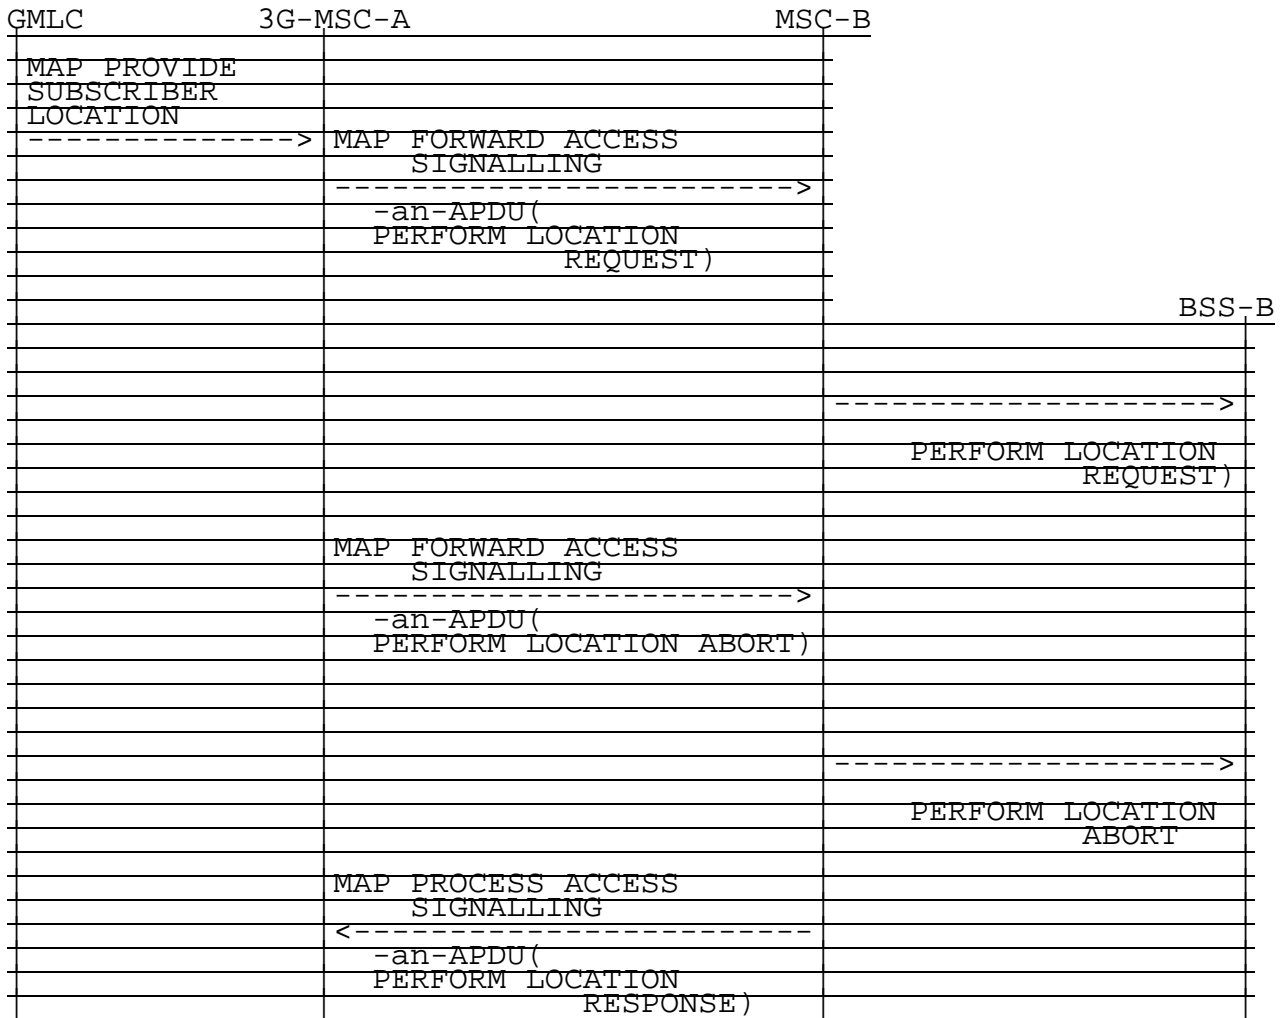 GMLC 3G-MSC-A MSC-B
MAP PROVIDE
SUBSCRIBER
LOCATION
--------------> MAP FORWARD ACCESS
SIGNALLING
------------------------>
-an-APDU(
PERFORM LOCATION
REQUEST)
BSS-B
-------------------->
PERFORM LOCATION
REQUEST)
MAP FORWARD ACCESS
SIGNALLING
------------------------>
-an-APDU(
PERFORM LOCATION ABORT)
-------------------->
PERFORM LOCATION
ABORT
MAP PROCESS ACCESS
SIGNALLING
<------------------------
-an-APDU(
PERFORM LOCATION
RESPONSE)